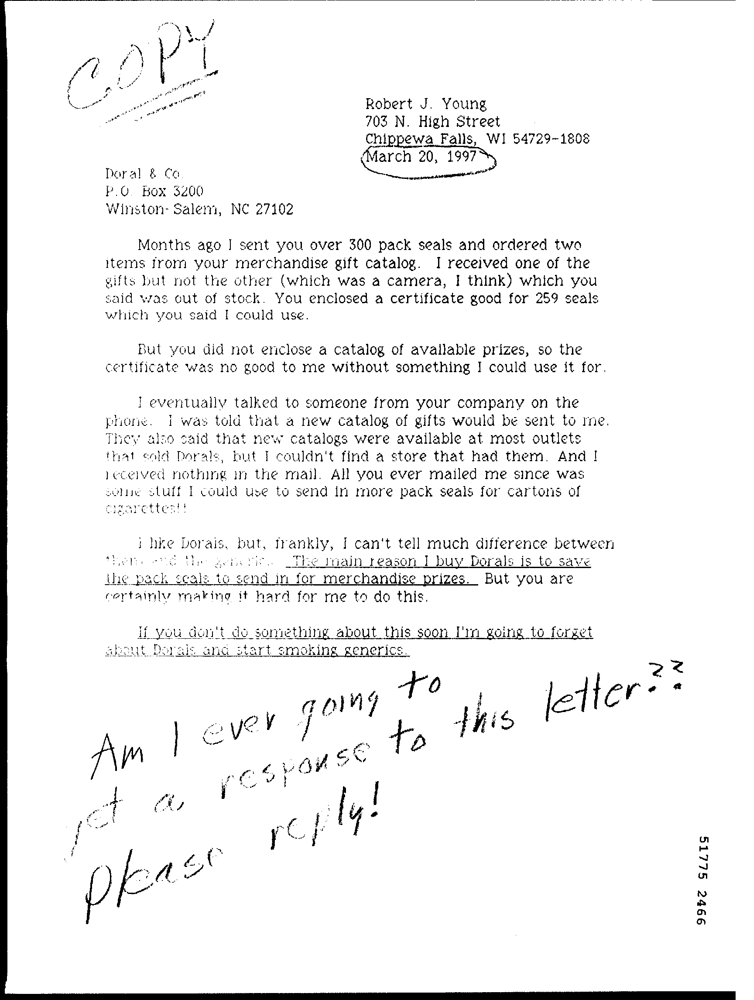 COPY
Robert J. Young
703 N. High Street
Chippewa Falls, WI 54729-1808
March 20, 1997
Doral & Co.
P.O. Box 3200
Winston-Salem, NC 27102
Months ago I sent you over 300 pack seals and ordered two
items from your merchandise gift catalog. I received one of the
gifts but not the other (which was a camera, I think) which you
said was out of stock. You enclosed a certificate good for 259 seals
which you said I could use.
But you did not enclose a catalog of available prizes, so the
certificate was no good to me without something I could use it for.
I eventually talked to someone from your company on the
phone. I was told that a new catalog of gifts would be sent to me.
They also said that new catalogs were available at most outlets
that sold Dorals, but I couldn't find a store that had them. And I
received nothing in the mail. All you ever mailed me since was
some stuff I could use to send in more pack seals for cartons of
cigarettes!!
I like Dorals, but, frankly, I can't tell much difference between
them and the generics. The main reason I buy Dorals is to save
the pack seals to send in for merchandise prizes. But you are
certainly making it hard for me to do this.
If you don't do something about this soon I'm going to forget
about Dorals and start smoking generics.
Am I ever going to
get a response to this letter??
Please reply!
51775 2466